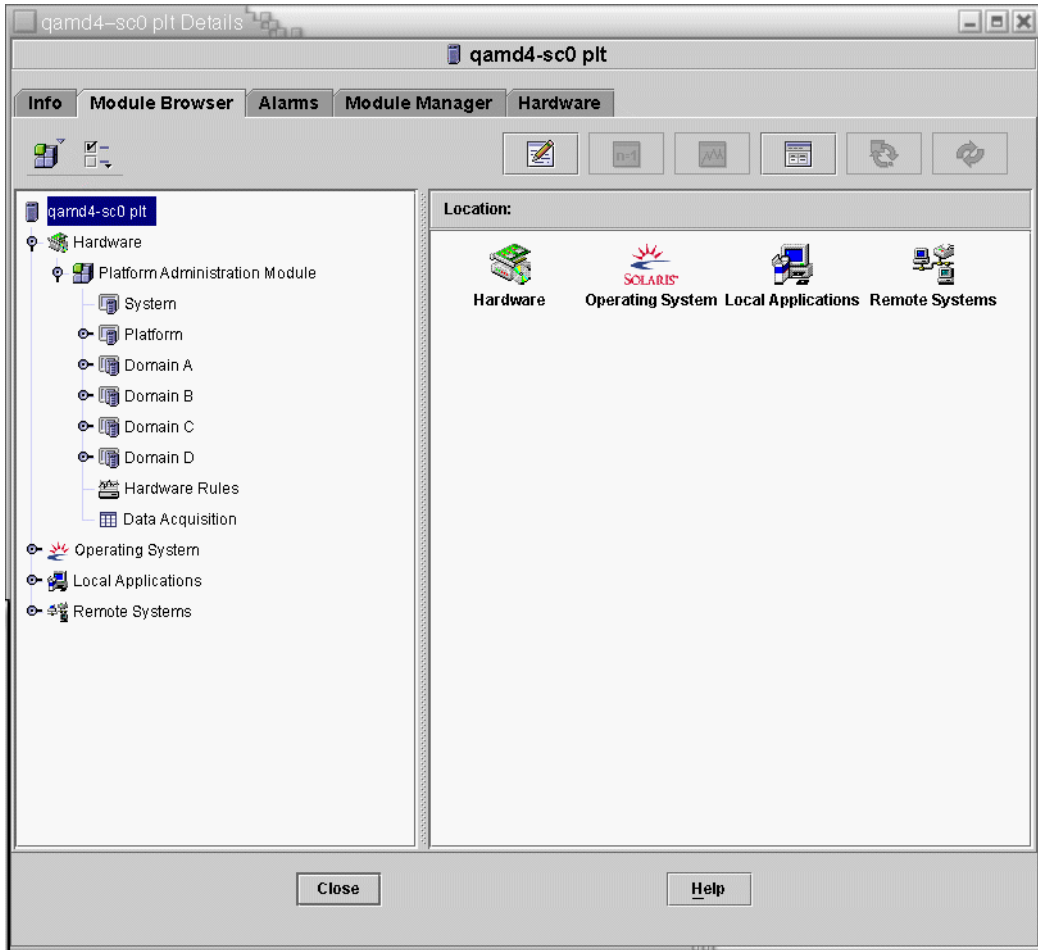 qamd4–sc0 plt Details
qamd4-sc0 plt
Info Module Browser Alarms Module Manager Hardware
n-1
qamd4-sc0 plt
Location:
Hardware
Platform Administration Module
System
Platform
Domain A
Domain B
Domain C
Domain D
Hardware Rules
Data Acquisition
Operating System
Local Applications
Remote Systems
SOLARIS
Hardware Operating System Local Applications Remote Systems
Close Help